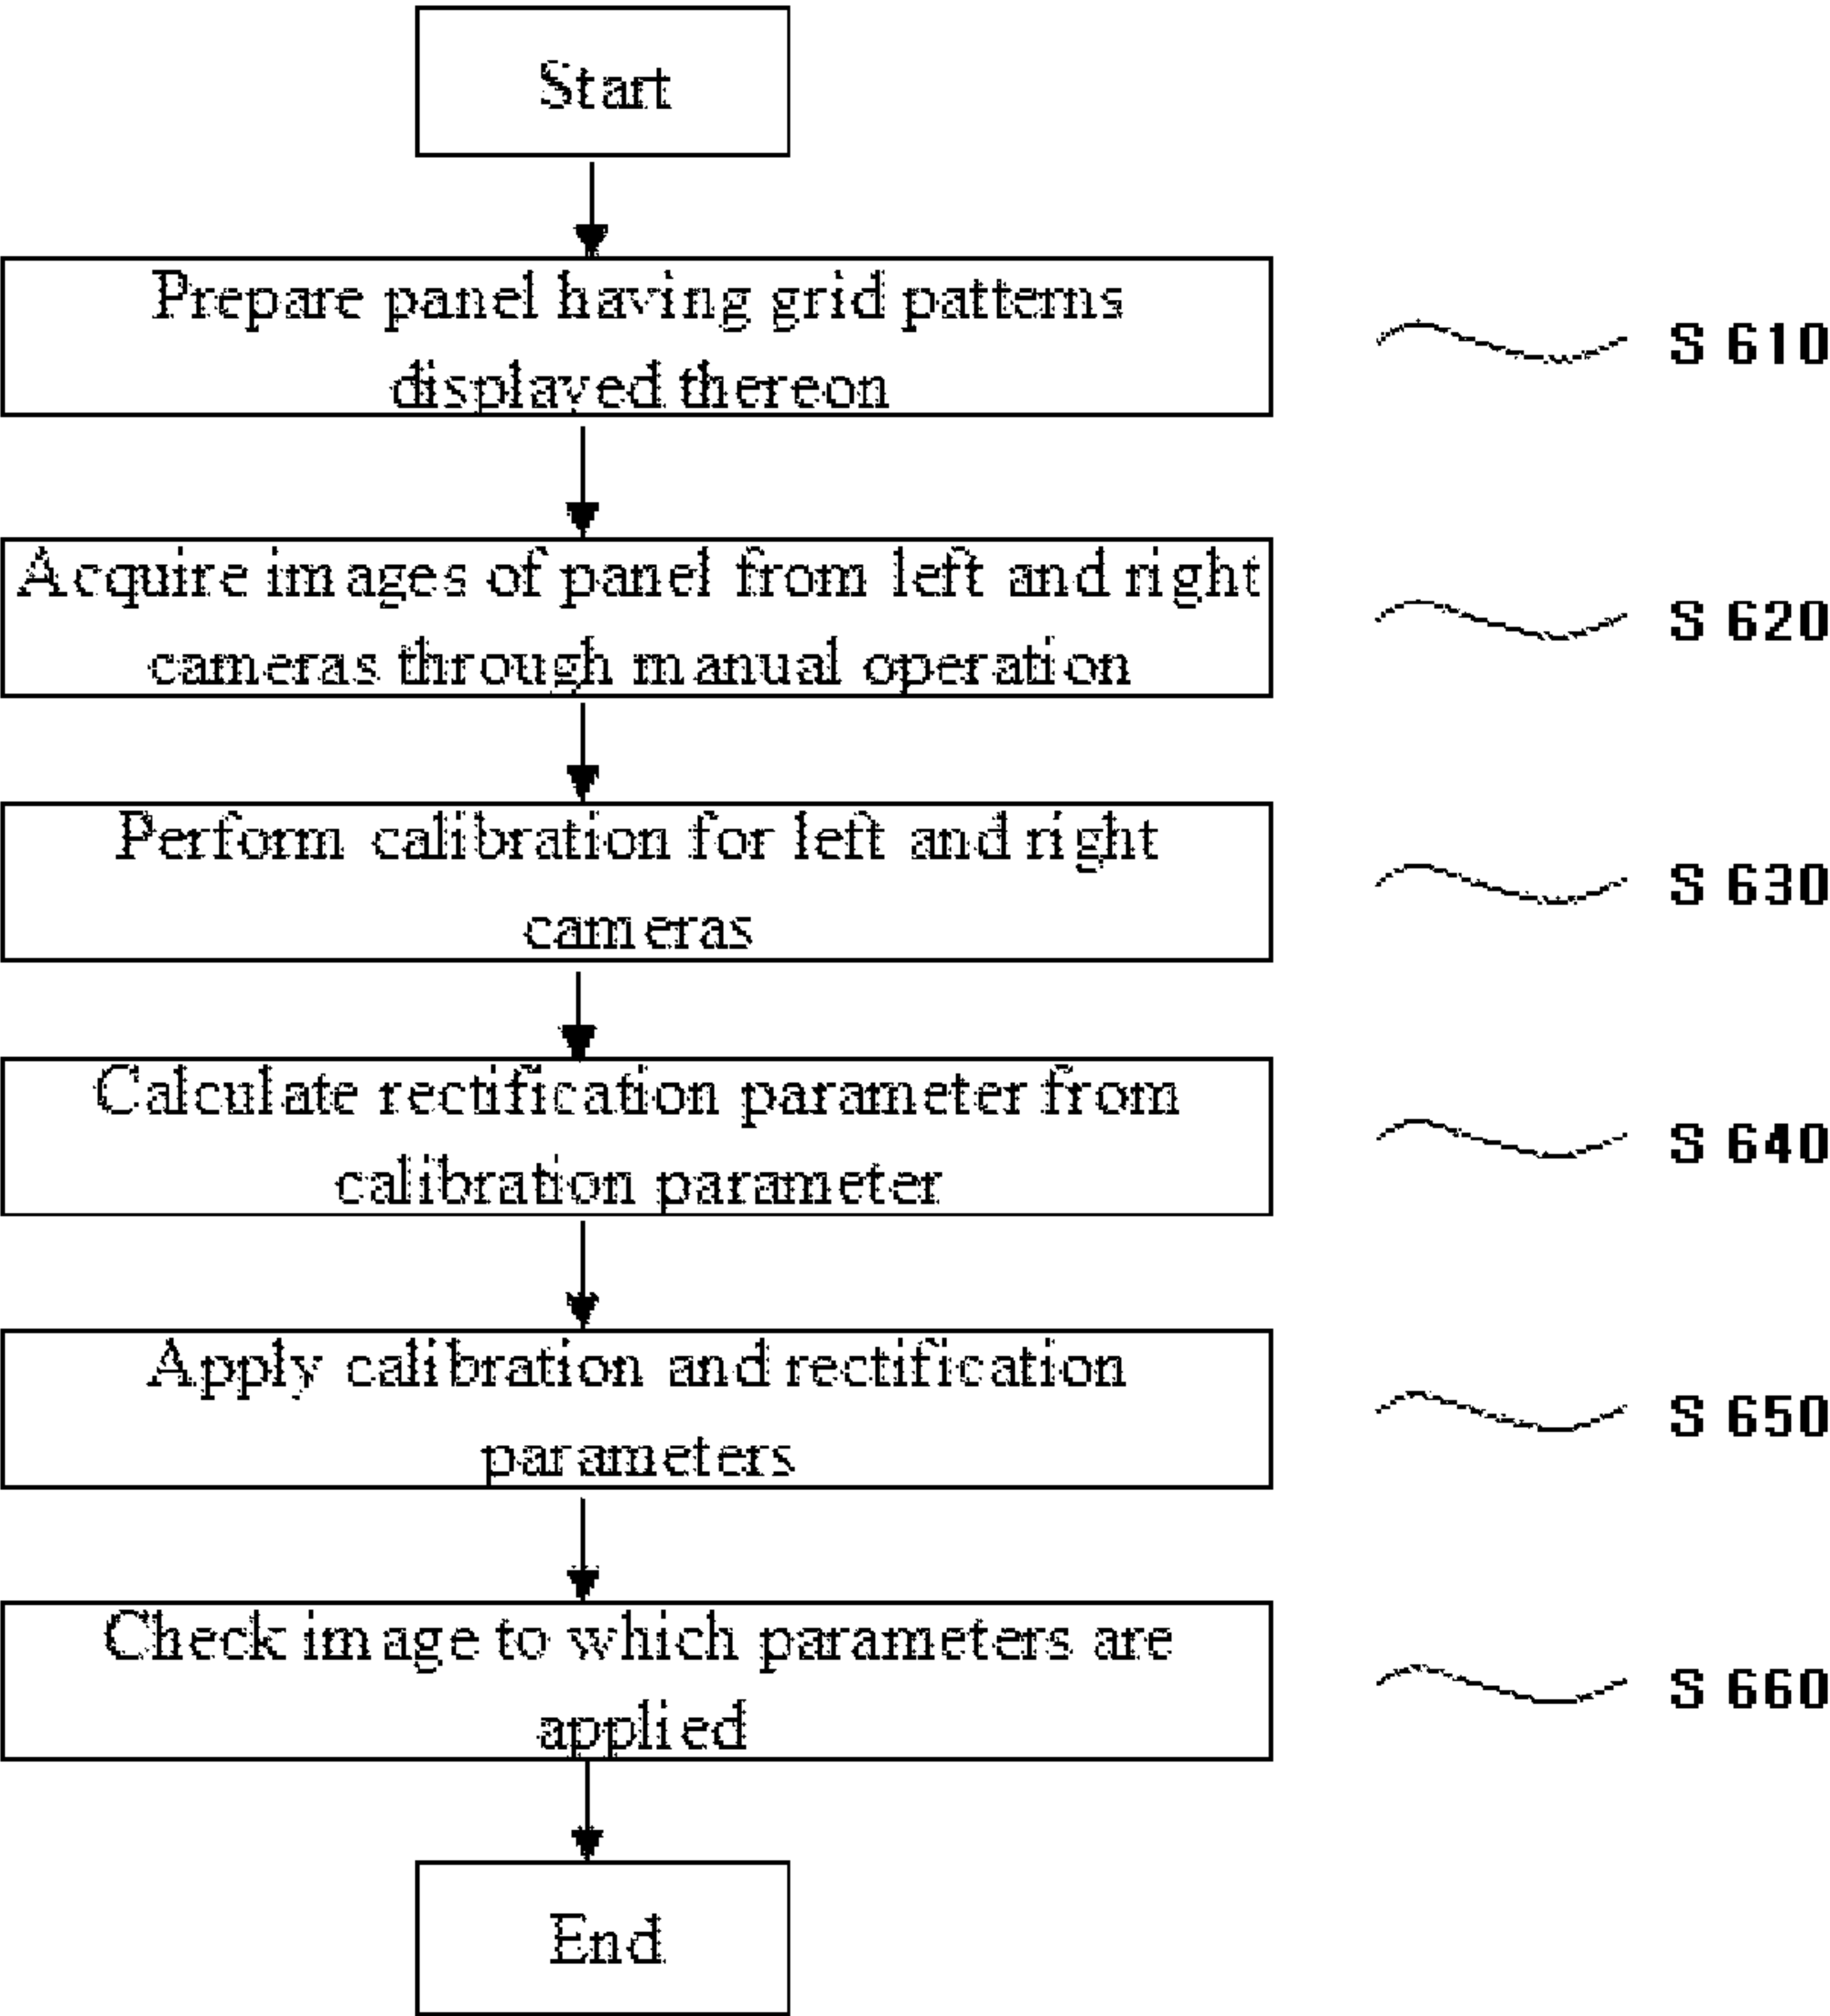 Start
Prepare panel having grid patterns
displayed thereon
S 610
Acquire images of panel from left and right
cameras through manual operation
S 620
Perform calibration for left and right
cameras
S 630
Calculate rectification parameter from
calibration parameter
S 640
Apply calibration and rectification
parameters
S 650
Check image to which parameters are
applied
S 660
End